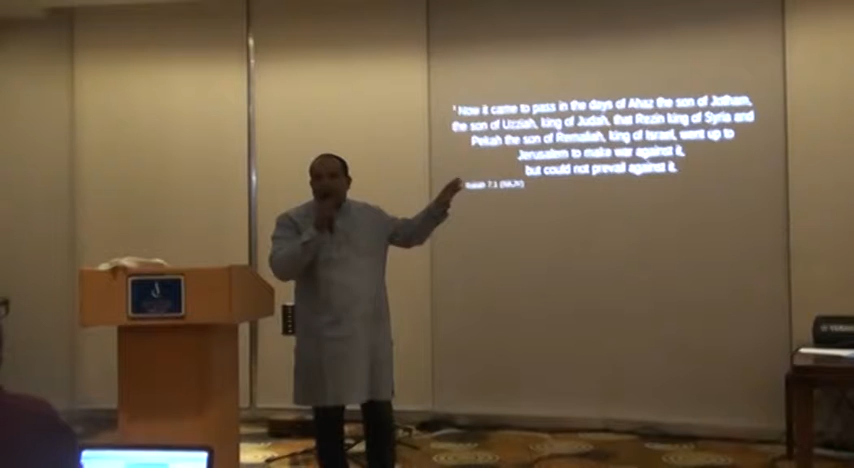 1 Now it came to pass in the days of Ahaz the son of Jotham,
the son of Uzziah, king of Judah, that Rezin king of Syria and
Pekah the son of Remaliah, king of Israel, went up to
Jerusalem to make war against it,
but could not prevail against it.
Isaiah 7:1 (NKJV)
YAMAHA